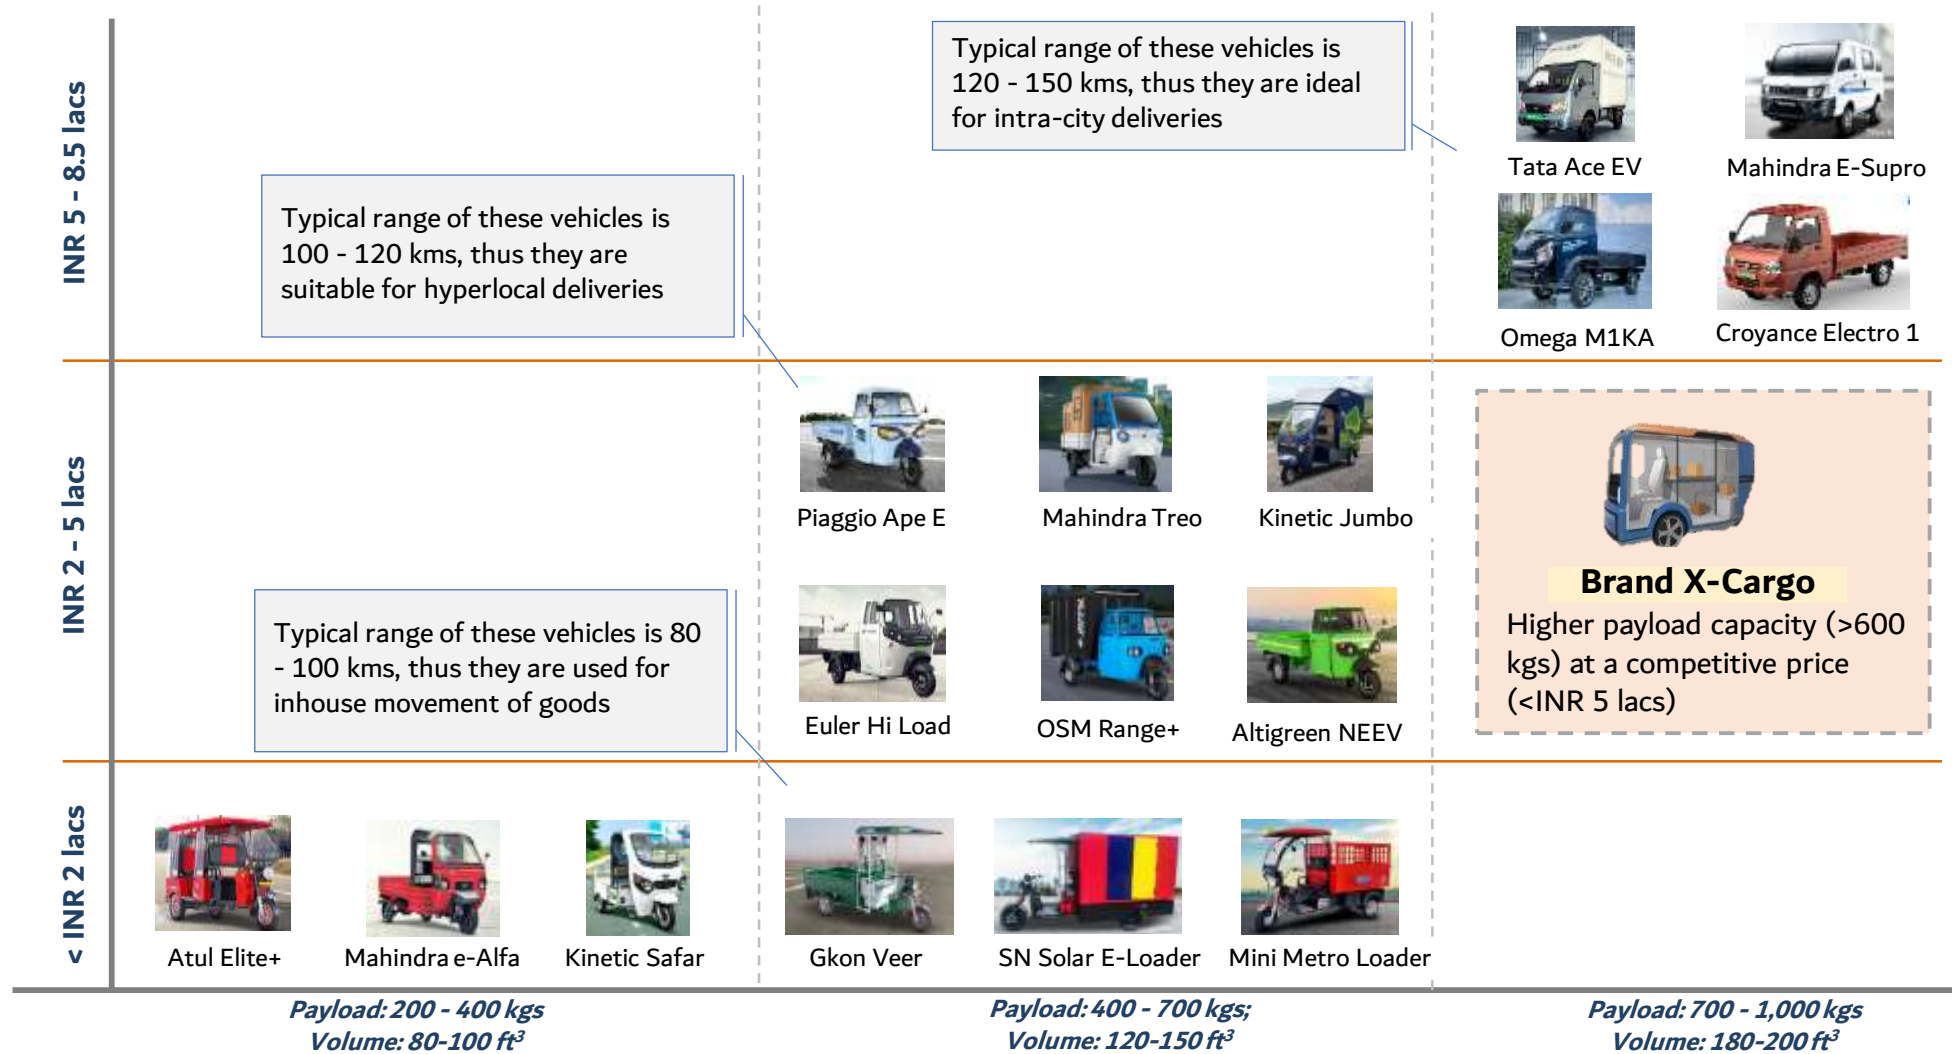 INR 5 - 8.5 lacs
Typical range of these vehicles is
120 - 150 kms, thus they are ideal
for intra-city deliveries
Tata Ace EV
Mahindra E-Supro
Omega M1KA
Croyance Electro 1
Typical range of these vehicles is
100 - 120 kms, thus they are
suitable for hyperlocal deliveries
INR 2 - 5 lacs
Piaggio Ape E
Mahindra Treo
Kinetic Jumbo
Euler Hi Load
OSM Range+
Altigreen NEEV
Brand X-Cargo
Higher payload capacity (>600
kgs) at a competitive price
(<INR 5 lacs)
Typical range of these vehicles is 80
- 100 kms, thus they are used for
inhouse movement of goods
< INR 2 lacs
Atul Elite+
Mahindra e-Alfa
Kinetic Safar
Gkon Veer
SN Solar E-Loader
Mini Metro Loader
Payload: 200 - 400 kgs
Volume: 80-100 ft³
Payload: 400 - 700 kgs;
Volume: 120-150 ft³
Payload: 700 - 1,000 kgs
Volume: 180-200 ft³